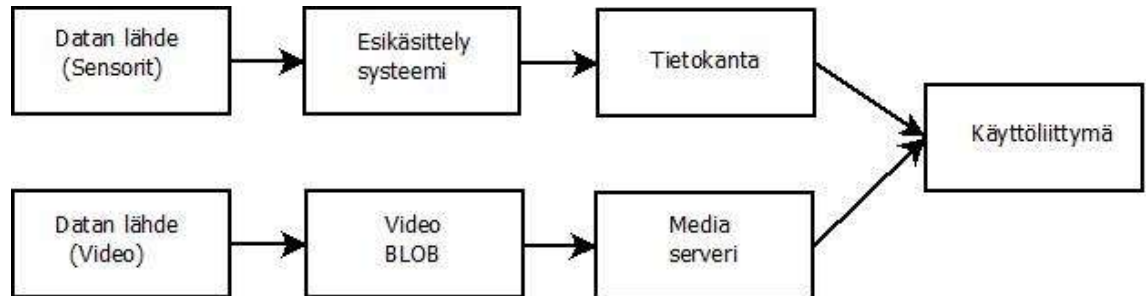 Datan lähde
(Sensorit)
Esikäsittely
systeemi
Tietokanta
Käyttöliittymä
Datan lähde
(Video)
Video
BLOB
Media
serveri